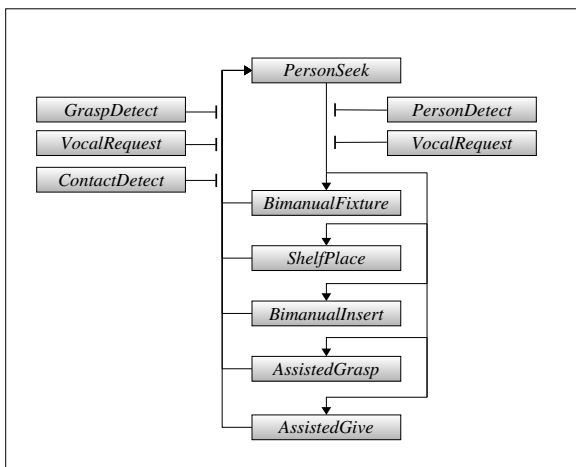 PersonSeek
GraspDetect
PersonDetect
VocalRequest
VocalRequest
ContactDetect
BimanualFixture
ShelfPlace
BimanualInsert
AssistedGrasp
AssistedGive